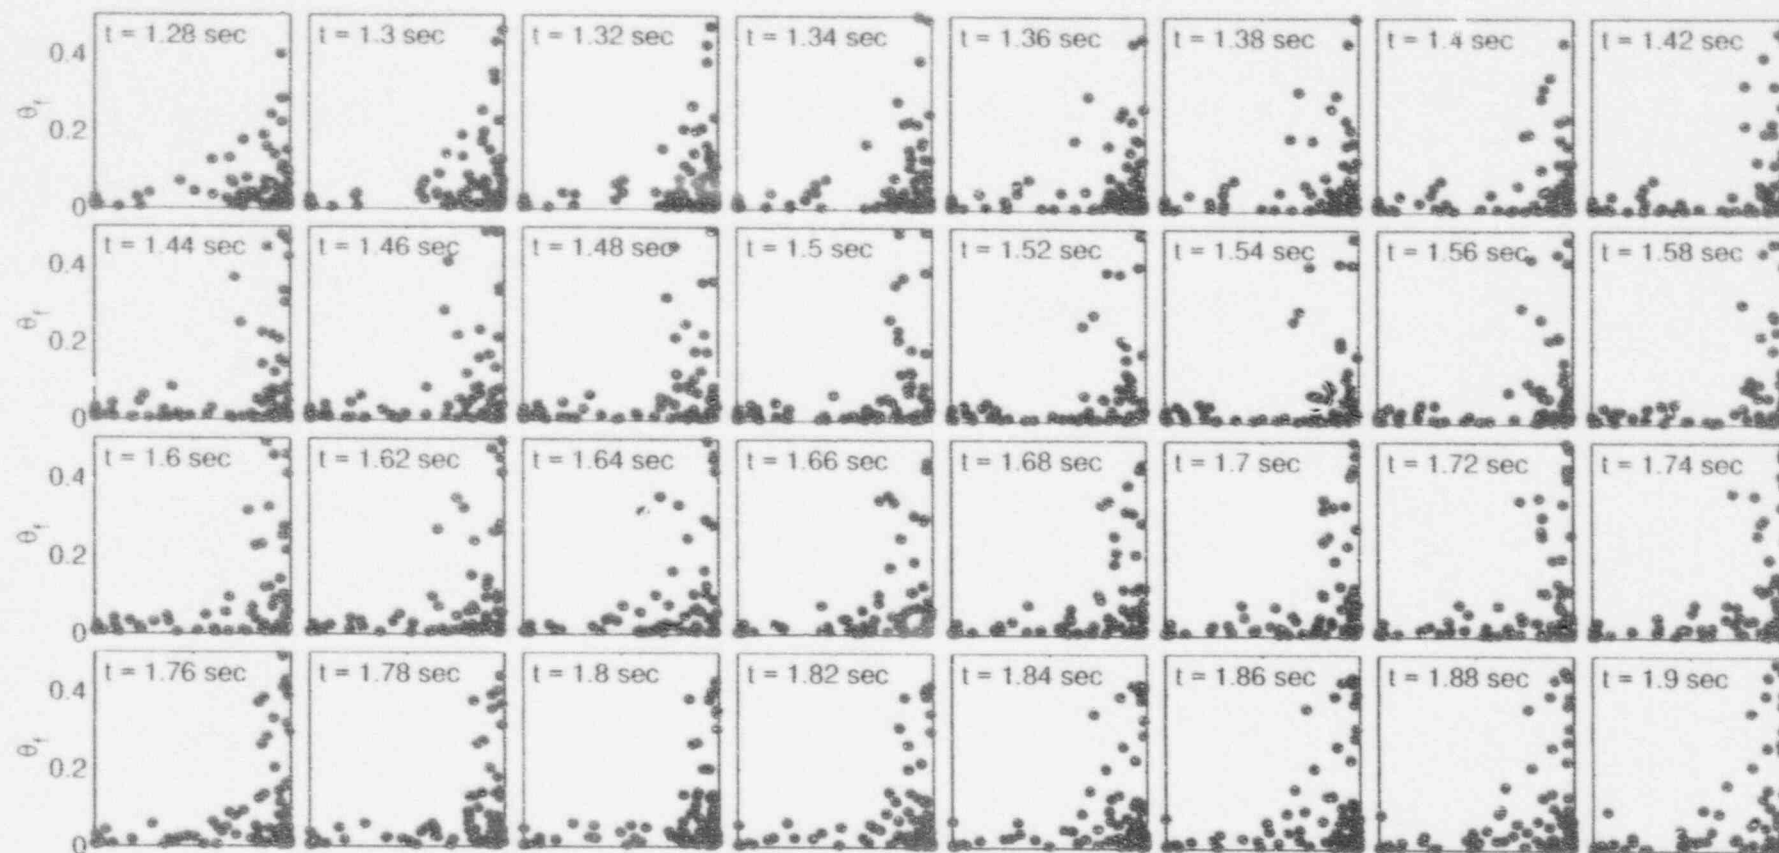 t = 1.28 sec t = 1.3 sec t = 1.32 sec t = 1.34 sec t = 1.36 sec t = 1.38 sec t = 1.4 sec t = 1.42 sec
0.4
θf
0.2
0
t = 1.44 sec t = 1.46 sec t = 1.48 sec t = 1.5 sec t = 1.52 sec t = 1.54 sec t = 1.56 sec t = 1.58 sec
0.4
θf
0.2
0
t = 1.6 sec t = 1.62 sec t = 1.64 sec t = 1.66 sec t = 1.68 sec t = 1.7 sec t = 1.72 sec t = 1.74 sec
0.4
θf
0.2
0
t = 1.76 sec t = 1.78 sec t = 1.8 sec t = 1.82 sec t = 1.84 sec t = 1.86 sec t = 1.88 sec t = 1.9 sec
0.4
θf
0.2
0